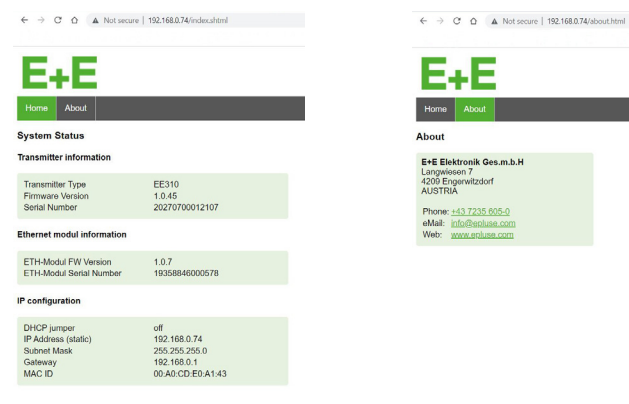 Not secure | 192.168.0.74/index.shtml
E+E
Home About
System Status
Transmitter information
Transmitter Type EE310
Firmware Version 1.0.45
Serial Number 20270700012107
Ethernet modul information
ETH-Modul FW Version 1.0.7
ETH-Modul Serial Number 19358846000578
IP configuration
DHCP jumper off
IP Address (static) 192.168.0.74
Subnet Mask 255.255.255.0
Gateway 192.168.0.1
MAC ID 00:A0:CD:E0:A1:43
Not secure | 192.168.0.74/about.html
E+E
Home About
About
E+E Elektronik Ges.m.b.H
Langwiesen 7
4209 Engerwitzdorf
AUSTRIA
Phone: +43 7235 605-0
eMail: info@epluse.com
Web: www.epluse.com